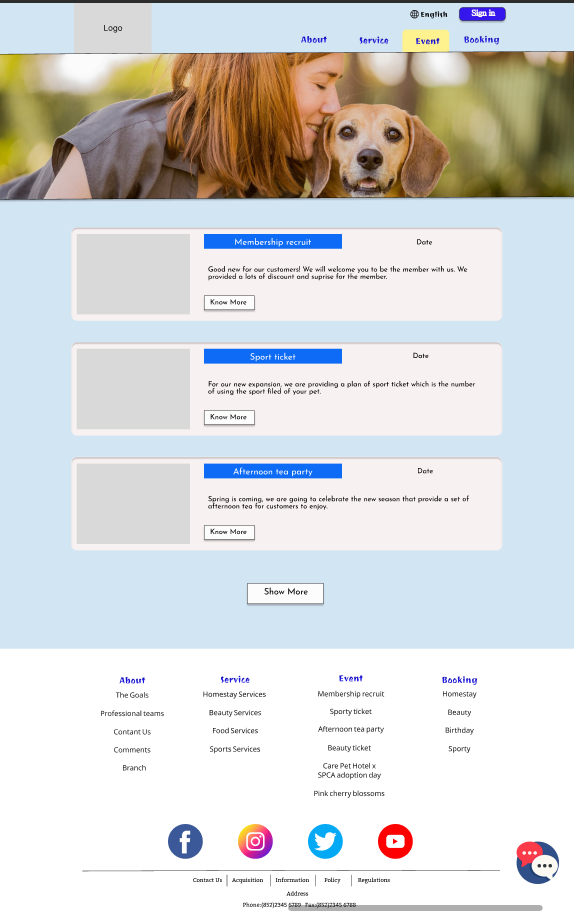 Logo
English
Sign in
About
Service
Event
Booking
Membership recruit
Date
Good new for our customers! We will welcome you to be the member with us. We
provided a lots of discount and suprise for the member.
Know More
Sport ticket
Date
For our new expansion, we are providing a plan of sport ticket which is the number
of using the sport filed of your pet.
Know More
Afternoon tea party
Date
Spring is coming, we are going to celebrate the new season that provide a set of
afternoon tea for customers to enjoy.
Know More
Show More
About
The Goals
Professional teams
Contant Us
Comments
Branch
Service
Homestay Services
Beauty Services
Food Services
Sports Services
Event
Membership recruit
Sporty ticket
Afternoon tea party
Beauty ticket
Care Pet Hotel x
SPCA adoption day
Pink cherry blossoms
Booking
Homestay
Beauty
Birthday
Sporty
Contact Us
Acquisition
Information
Policy
Regulations
Address
Phone:(852)2345 6789 Fax:(852)2345 6788